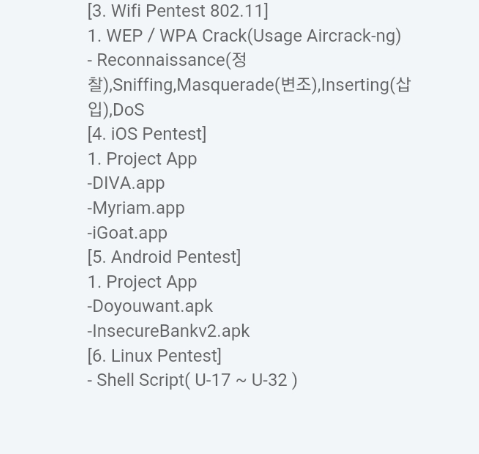 [3. Wifi Pentest 802.11]
1. WEP / WPA Crack(Usage Aircrack-ng)
- Reconnaissance(정
찰),Sniffing,Masquerade(변조),Inserting(삽
입),DoS
[4. iOS Pentest]
1. Project App
-DIVA.app
-Myriam.app
-iGoat.app
[5. Android Pentest]
1. Project App
-Doyouwant.apk
-InsecureBankv2.apk
[6. Linux Pentest]
- Shell Script( U-17 ~ U-32 )